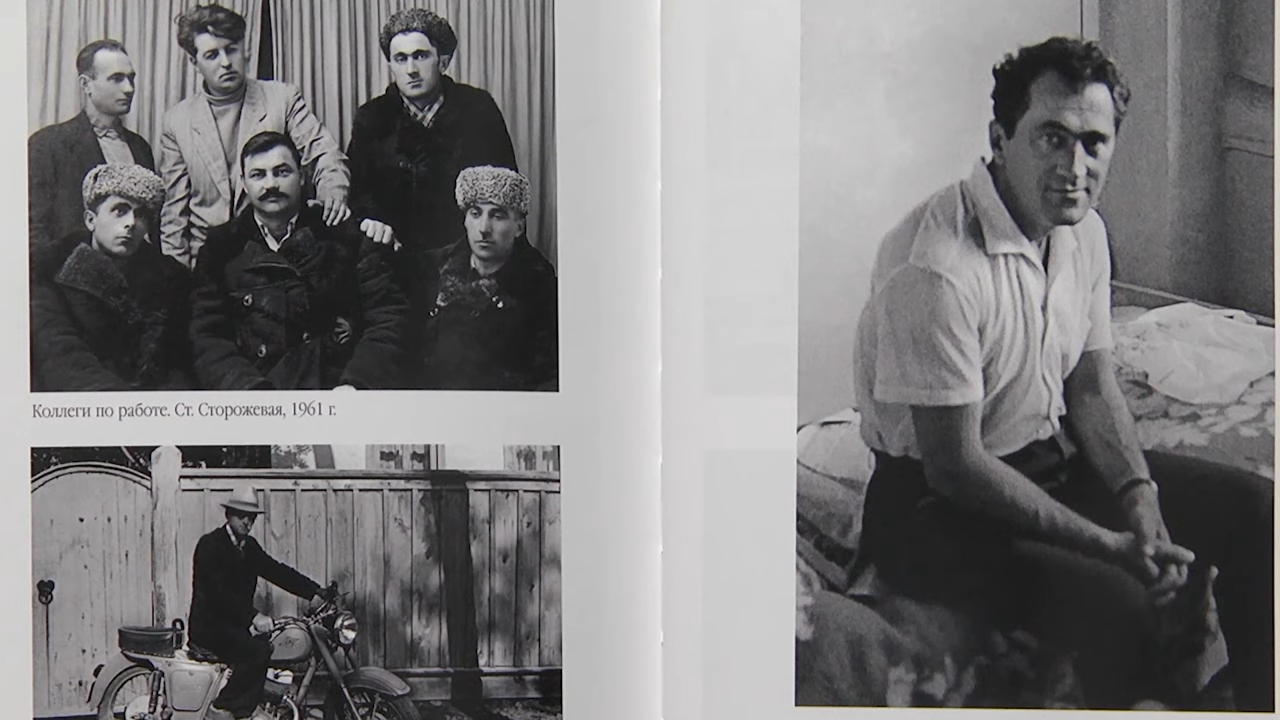 Коллеги по работе. Ст. Сторожевая, 1961 г.